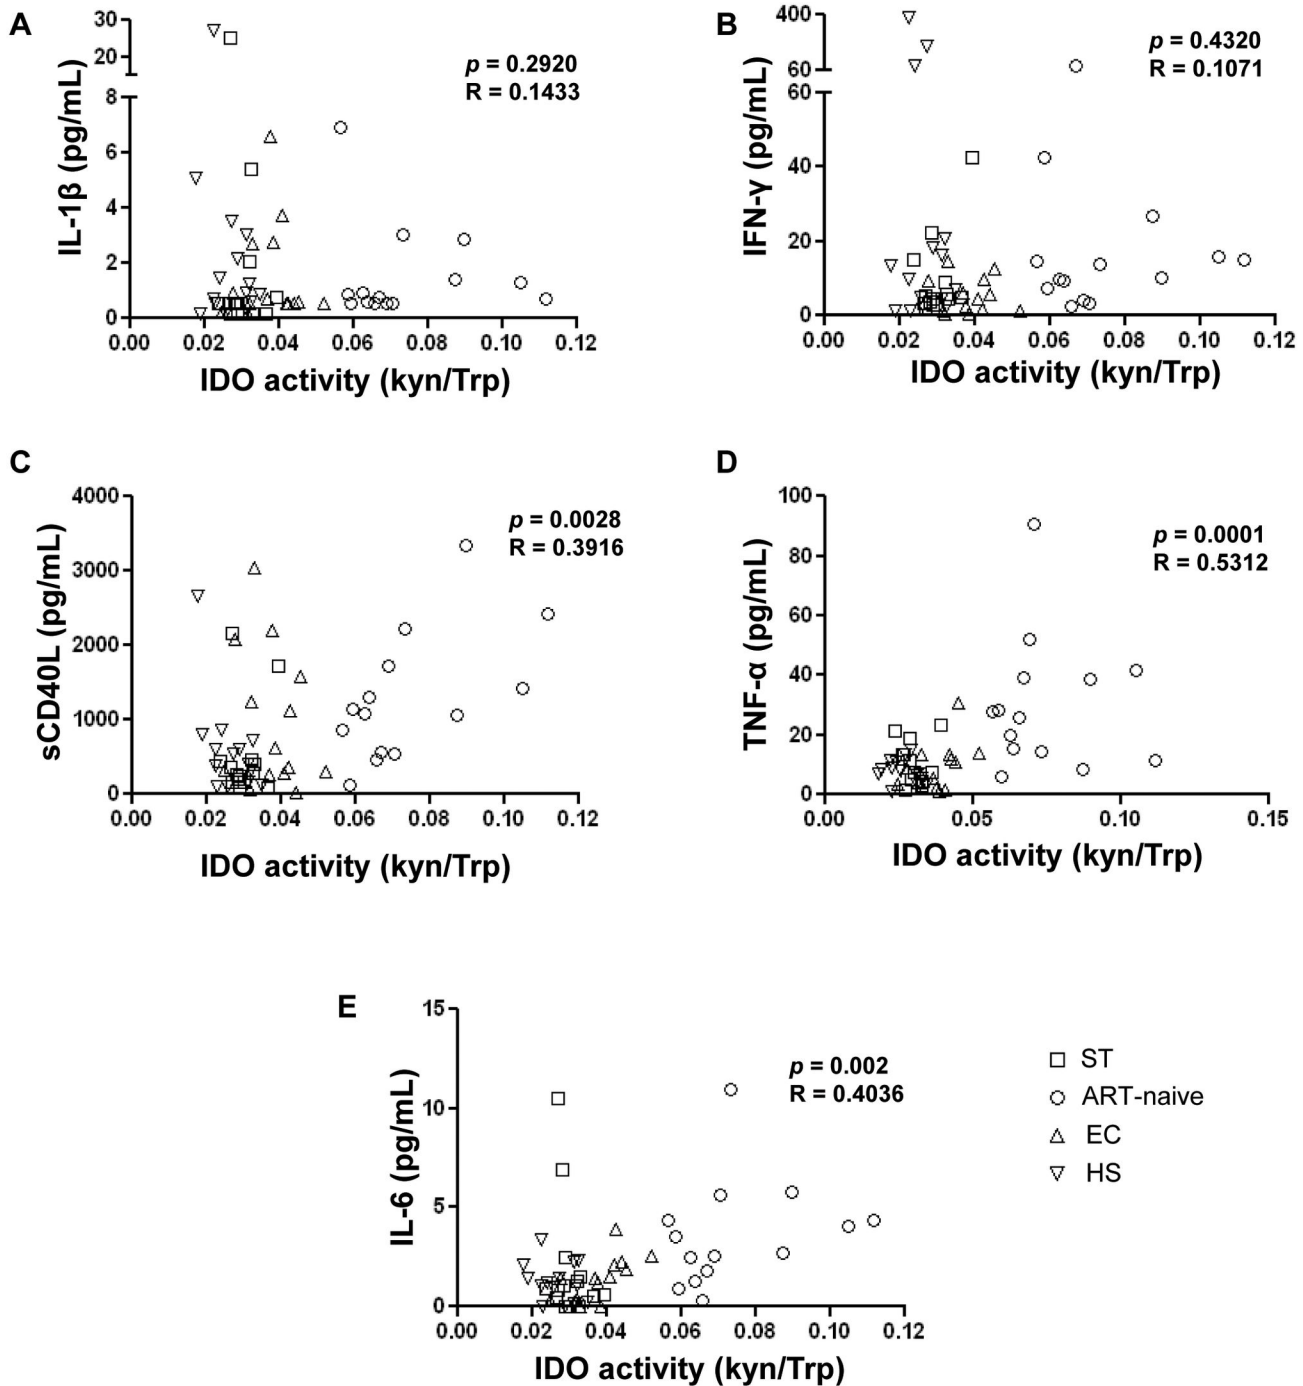 A
IL-1β (pg/mL)
30
20
8
6
4
2
0
p = 0.2920
R = 0.1433
0.00 0.02 0.04 0.06 0.08 0.10 0.12
IDO activity (kyn/Trp)
B
IFN-γ (pg/mL)
400
60
60
40
20
0
p = 0.4320
R = 0.1071
0.00 0.02 0.04 0.06 0.08 0.10 0.12
IDO activity (kyn/Trp)
C
sCD40L (pg/mL)
4000
3000
2000
1000
0
p = 0.0028
R = 0.3916
0.00 0.02 0.04 0.06 0.08 0.10 0.12
IDO activity (kyn/Trp)
D
TNF-α (pg/mL)
100
80
60
40
20
0
p = 0.0001
R = 0.5312
0.00 0.05 0.10 0.15
IDO activity (kyn/Trp)
E
IL-6 (pg/mL)
15
10
5
0
p = 0.002
R = 0.4036
0.00 0.02 0.04 0.06 0.08 0.10 0.12
IDO activity (kyn/Trp)
ST
ART-naive
EC
HS